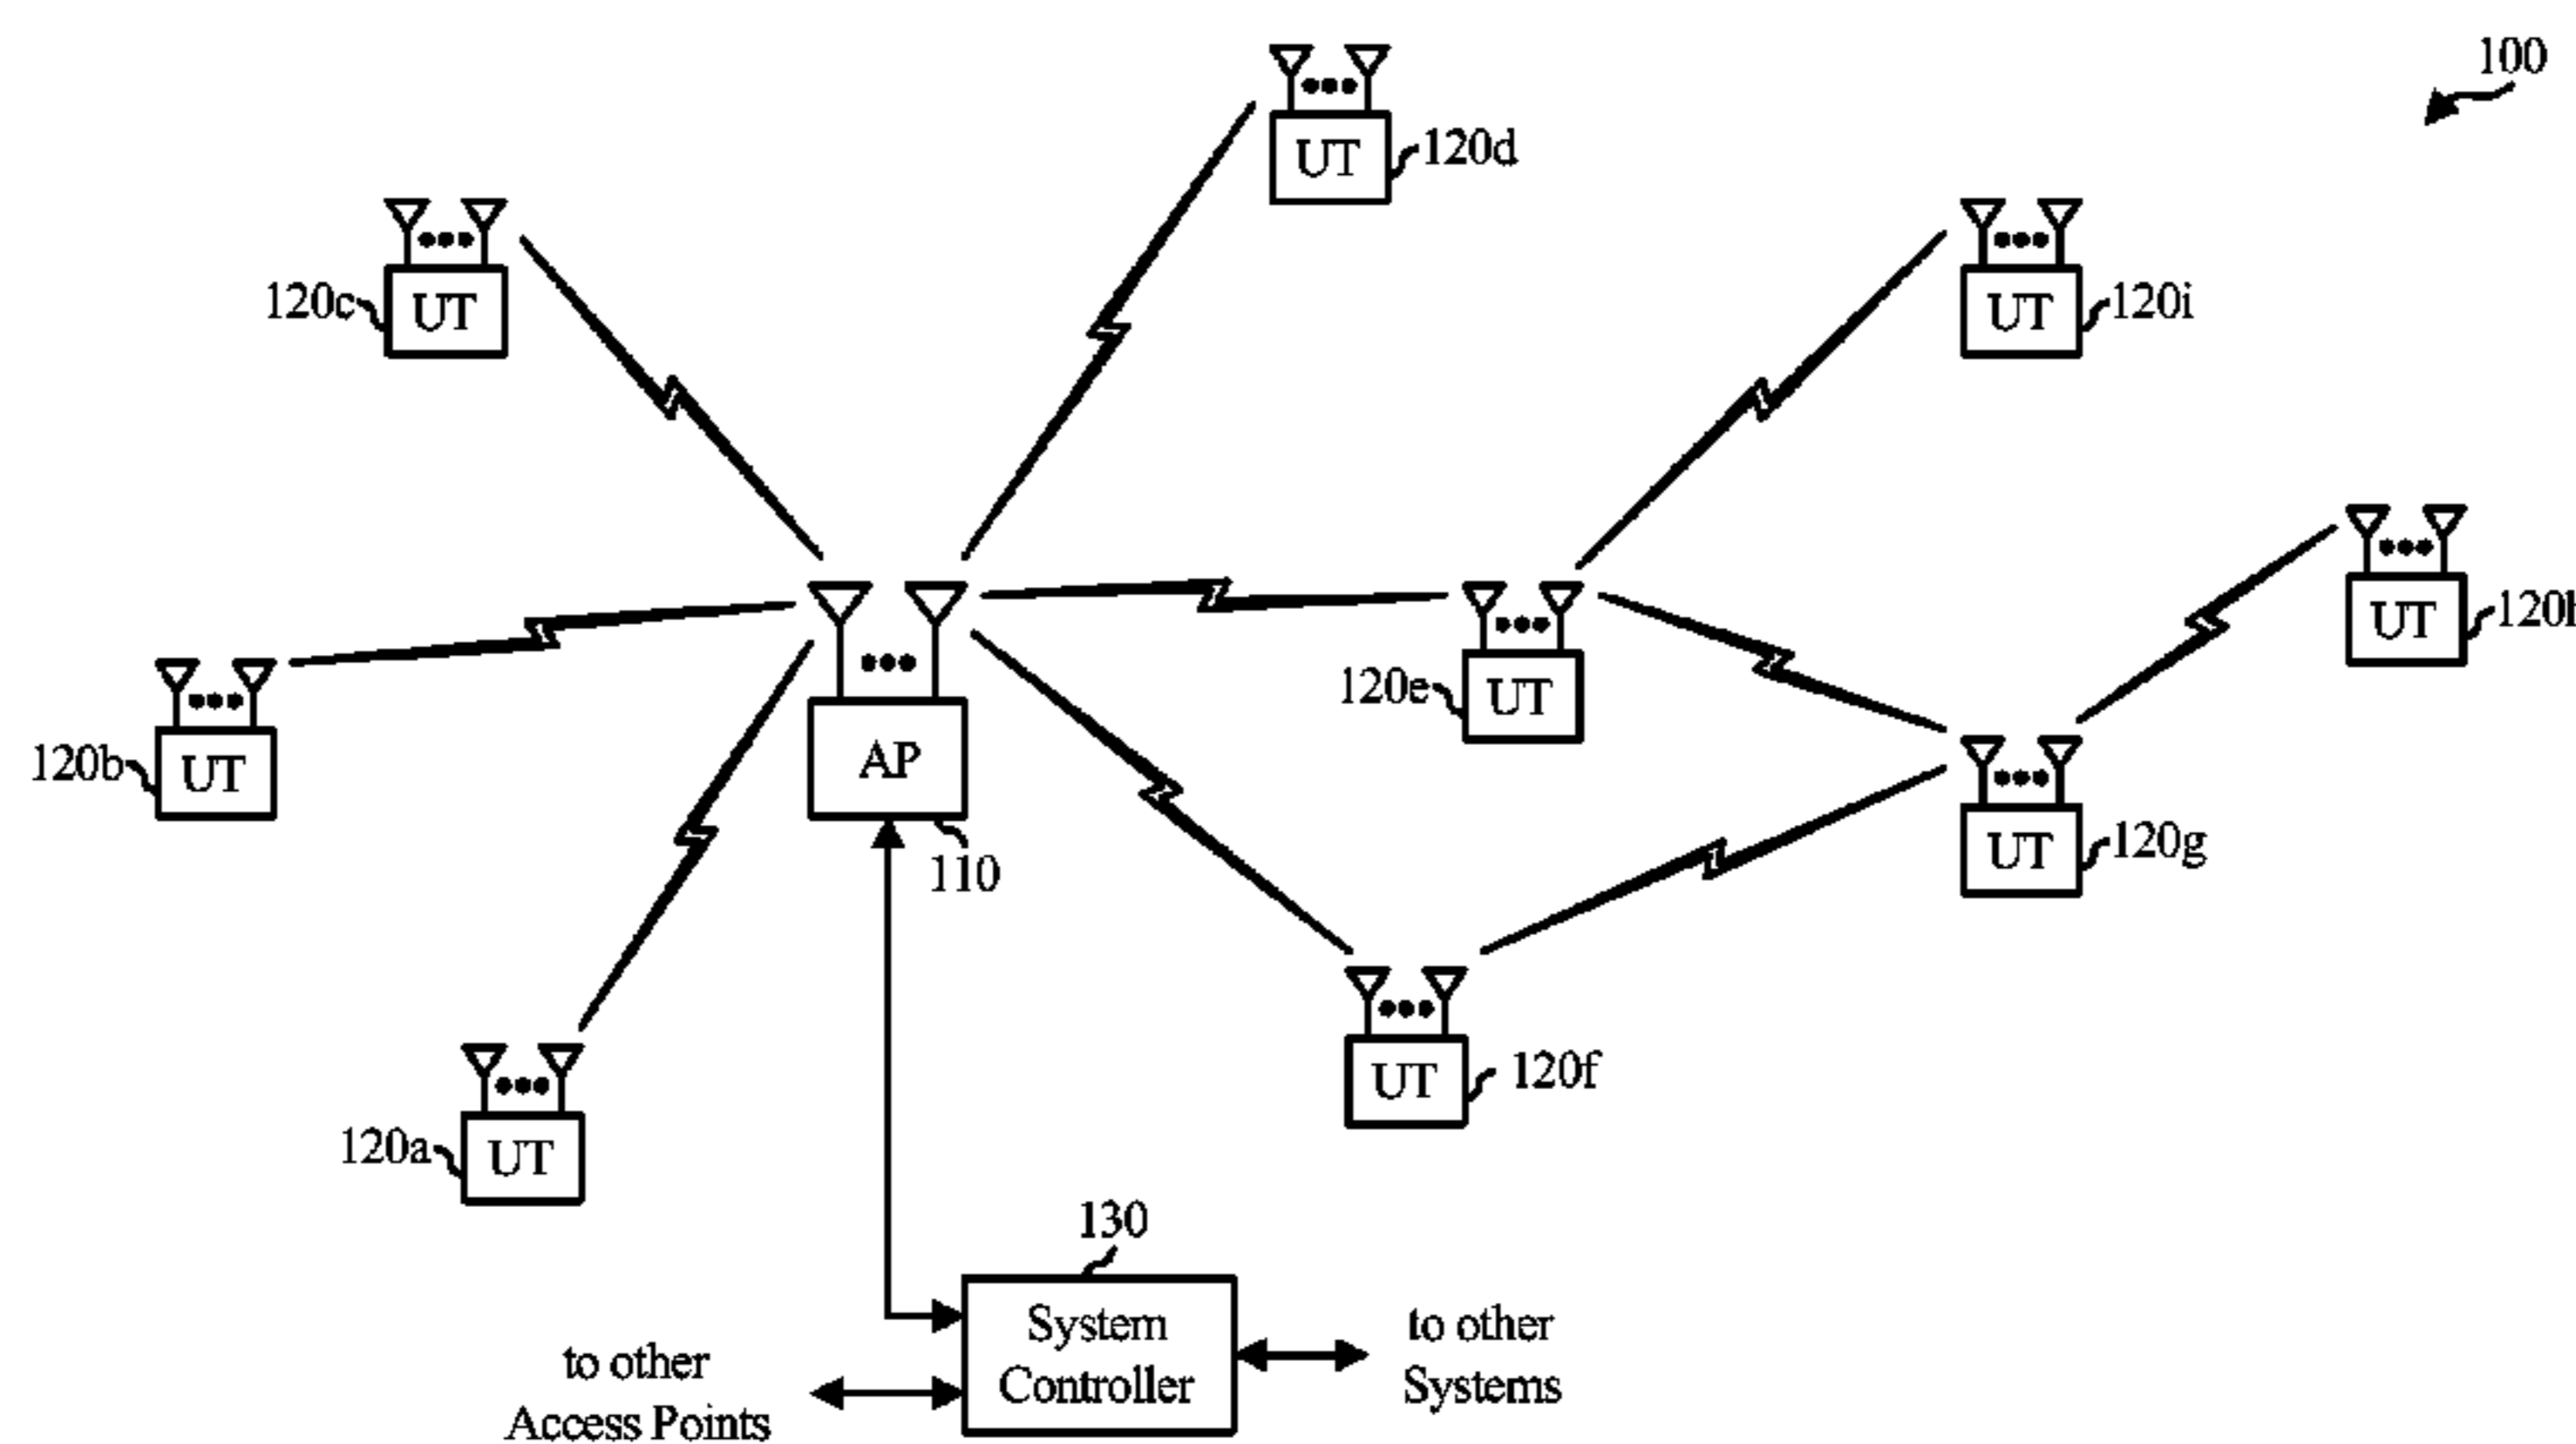 100
UT
120d
UT
120c
UT
120i
UT
120e
UT
UT
120b
AP
110
UT
120g
UT
120a
UT
120f
130
System
Controller
to other
Access Points
to other
Systems